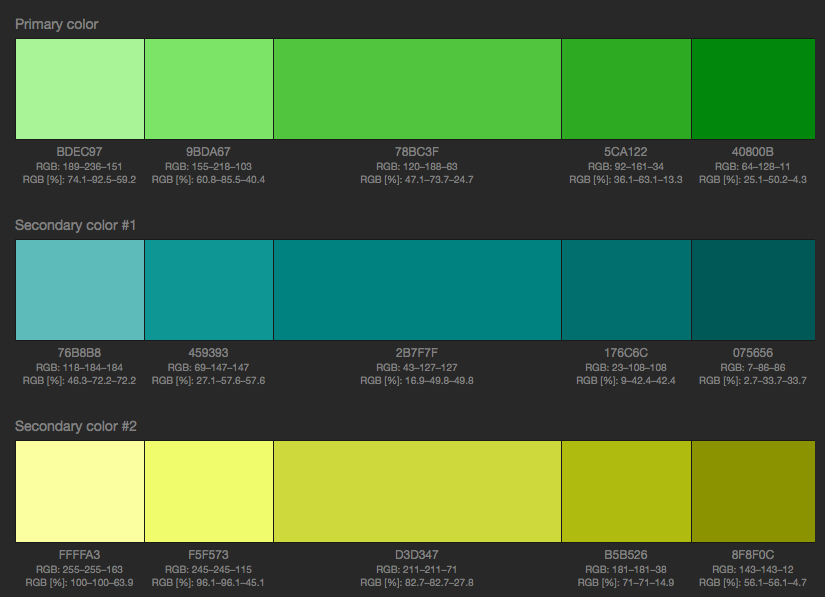 Primary color
BDEC97 9BDA67 78BC3F 5CA122 40800B
RGB: 189–236–151 RGB: 155–218–103 RGB: 120–188–63 RGB: 92–161–34 RGB: 64–128–11
RGB [%]: 74.1–92.5–59.2 RGB [%]: 60.8–85.5–40.4 RGB [%]: 47.1–73.7–24.7 RGB [%]: 36.1–63.1–13.3 RGB [%]: 25.1–50.2–4.3
Secondary color #1
76B8B8 459393 2B7F7F 176C6C 075656
RGB: 118–184–184 RGB: 69–147–147 RGB: 43–127–127 RGB: 23–108–108 RGB: 7–86–86
RGB [%]: 46.3–72.2–72.2 RGB [%]: 27.1–57.6–57.6 RGB [%]: 16.9–49.8–49.8 RGB [%]: 9–42.4–42.4 RGB [%]: 2.7–33.7–33.7
Secondary color #2
FFFFA3 F5F573 D3D347 B5B526 8F8F0C
RGB: 255–255–163 RGB: 245–245–115 RGB: 211–211–71 RGB: 181–181–38 RGB: 143–143–12
RGB [%]: 100–100–63.9 RGB [%]: 96.1–96.1–45.1 RGB [%]: 82.7–82.7–27.8 RGB [%]: 71–71–14.9 RGB [%]: 56.1–56.1–4.7